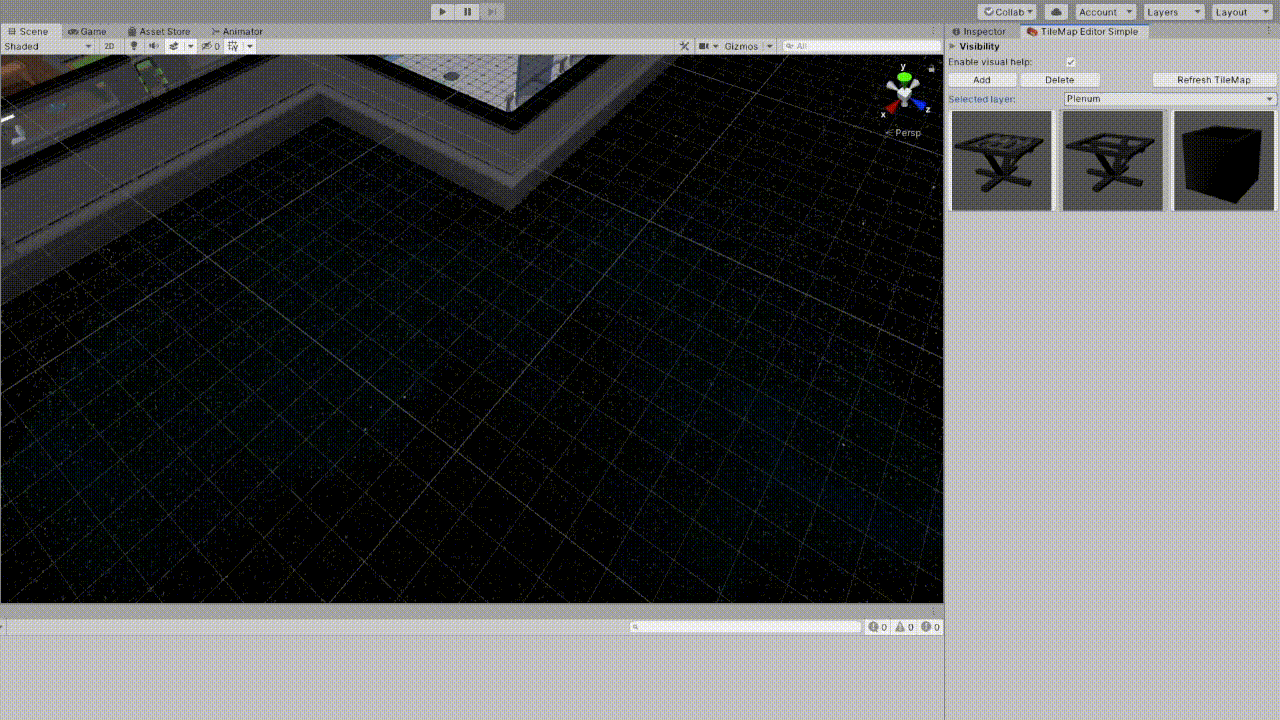 Collab Account Layers Layout
Scene Game Asset Store Animator Inspector TileMap Editor Simple
Shaded 2D 0 Gizmos All Visibility
Enable visual help:
Add Delete Refresh TileMap
Selected layer: Plenum
y
x z
Persp
0 0 0